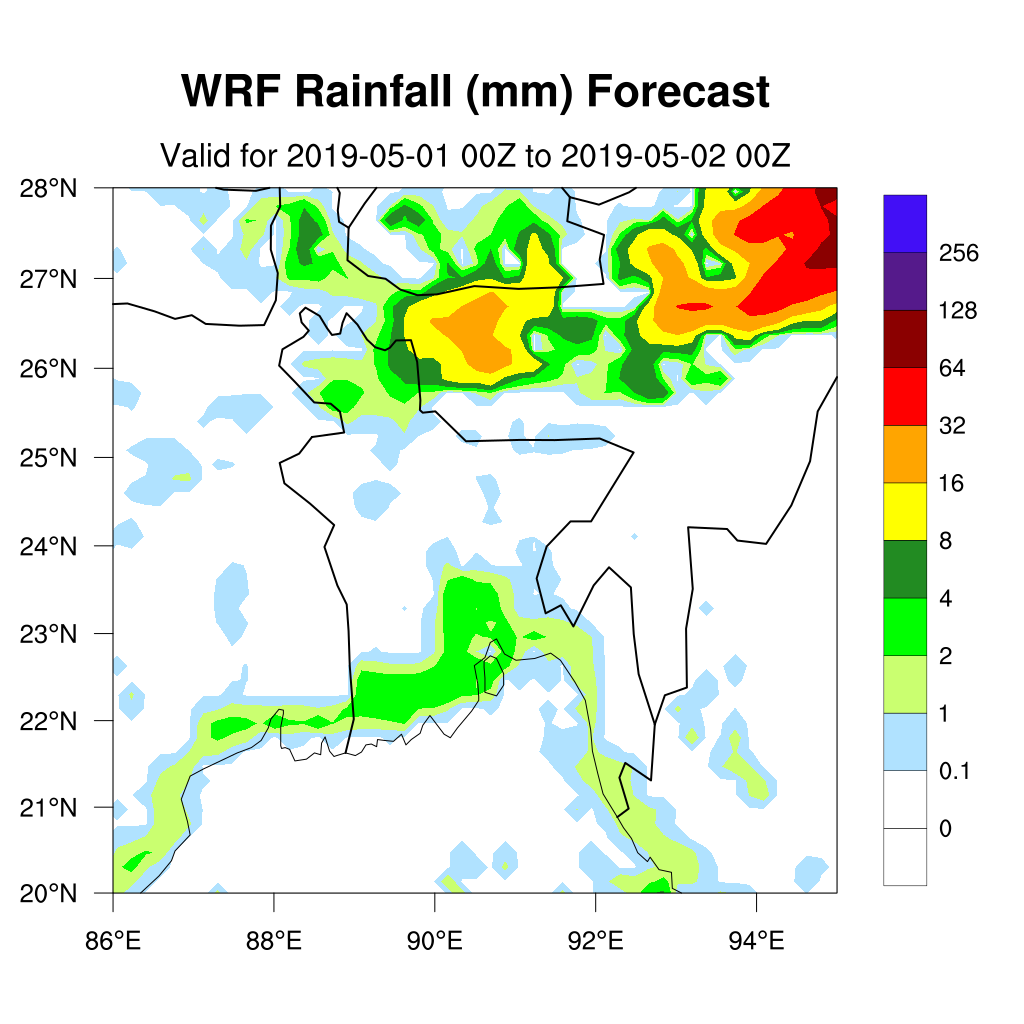 WRF Rainfall (mm) Forecast
Valid for 2019-05-01 00Z to 2019-05-02 00Z
28°N
27°N
26°N
25°N
24°N
23°N
22°N
21°N
20°N
86°E 88°E 90°E 92°E 94°E
256
128
64
32
16
8
4
2
1
0.1
0